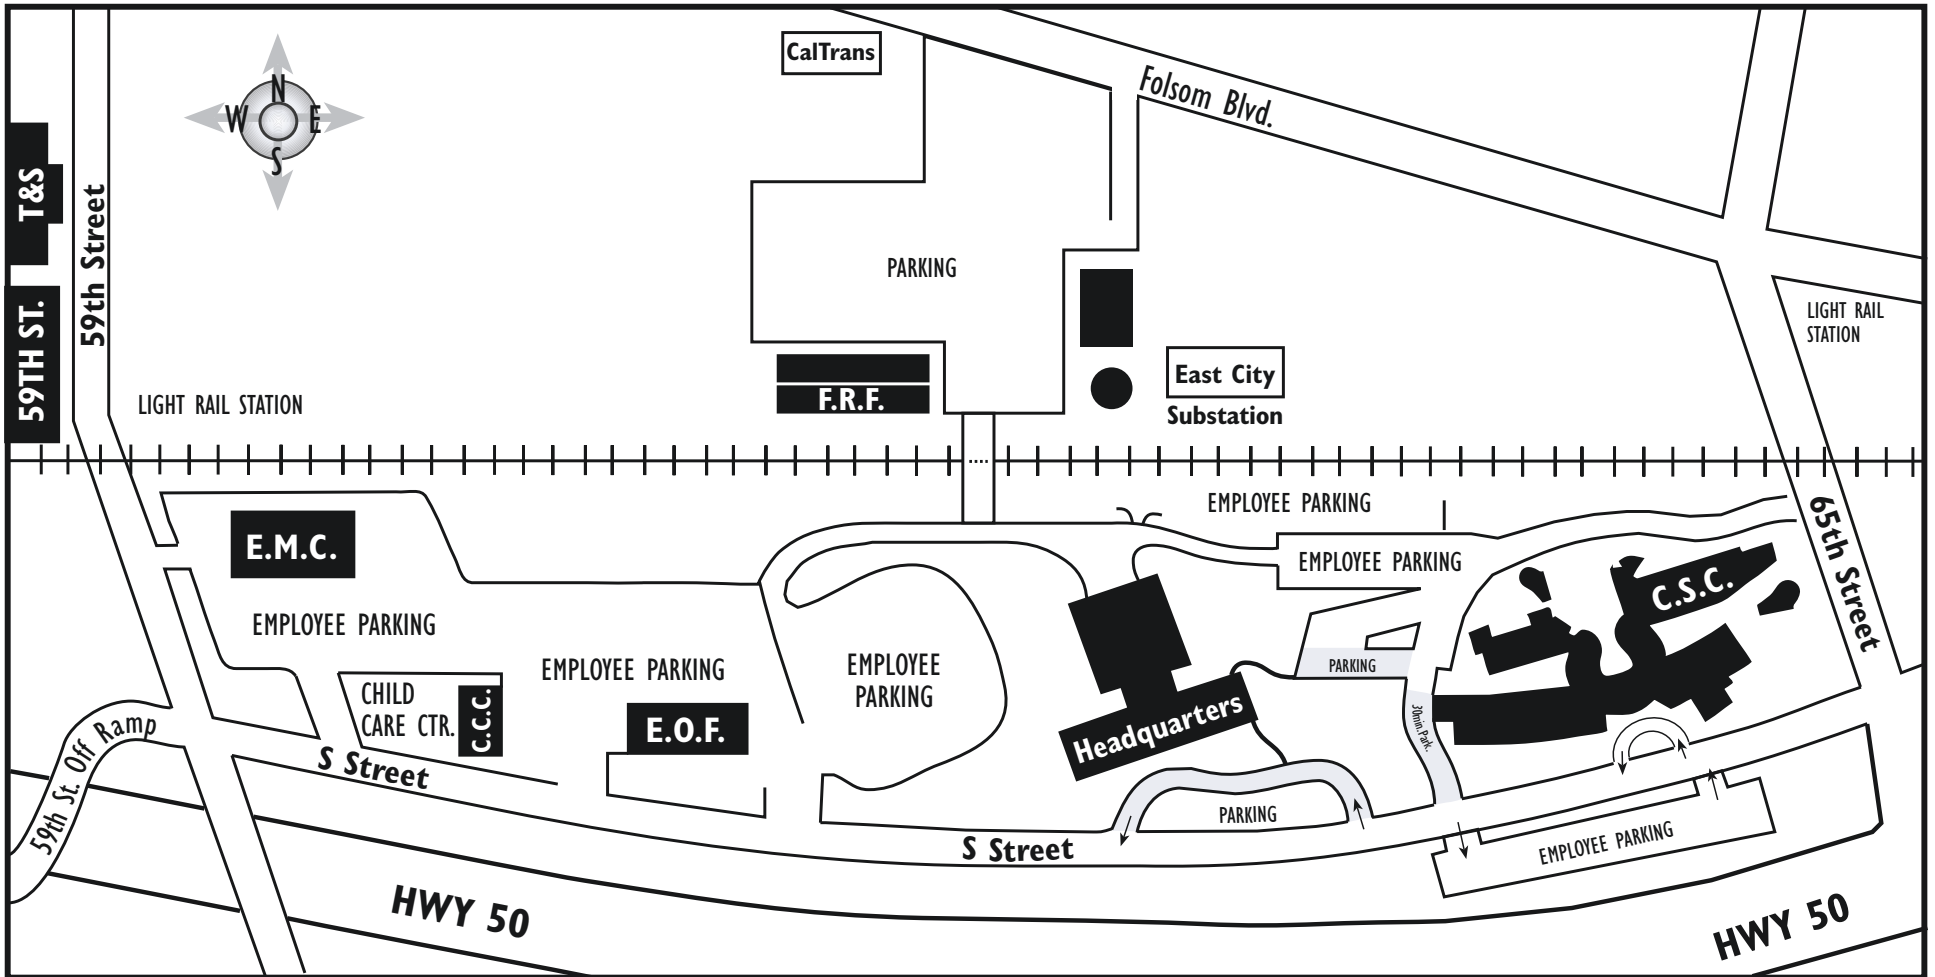 CalTrans
Folsom Blvd.
N
W
E
S
T&S
59th Street
59TH ST.
PARKING
LIGHT RAIL
STATION
East City
Substation
F.R.F.
LIGHT RAIL STATION
EMPLOYEE PARKING
EMPLOYEE PARKING
65th Street
E.M.C.
C.S.C.
EMPLOYEE PARKING
EMPLOYEE PARKING
EMPLOYEE
PARKING
PARKING
CHILD
CARE CTR.
C.C.C.
E.O.F.
Headquarters
30min.Park.
59th St. Off Ramp
S Street
PARKING
S Street
EMPLOYEE PARKING
HWY 50
HWY 50